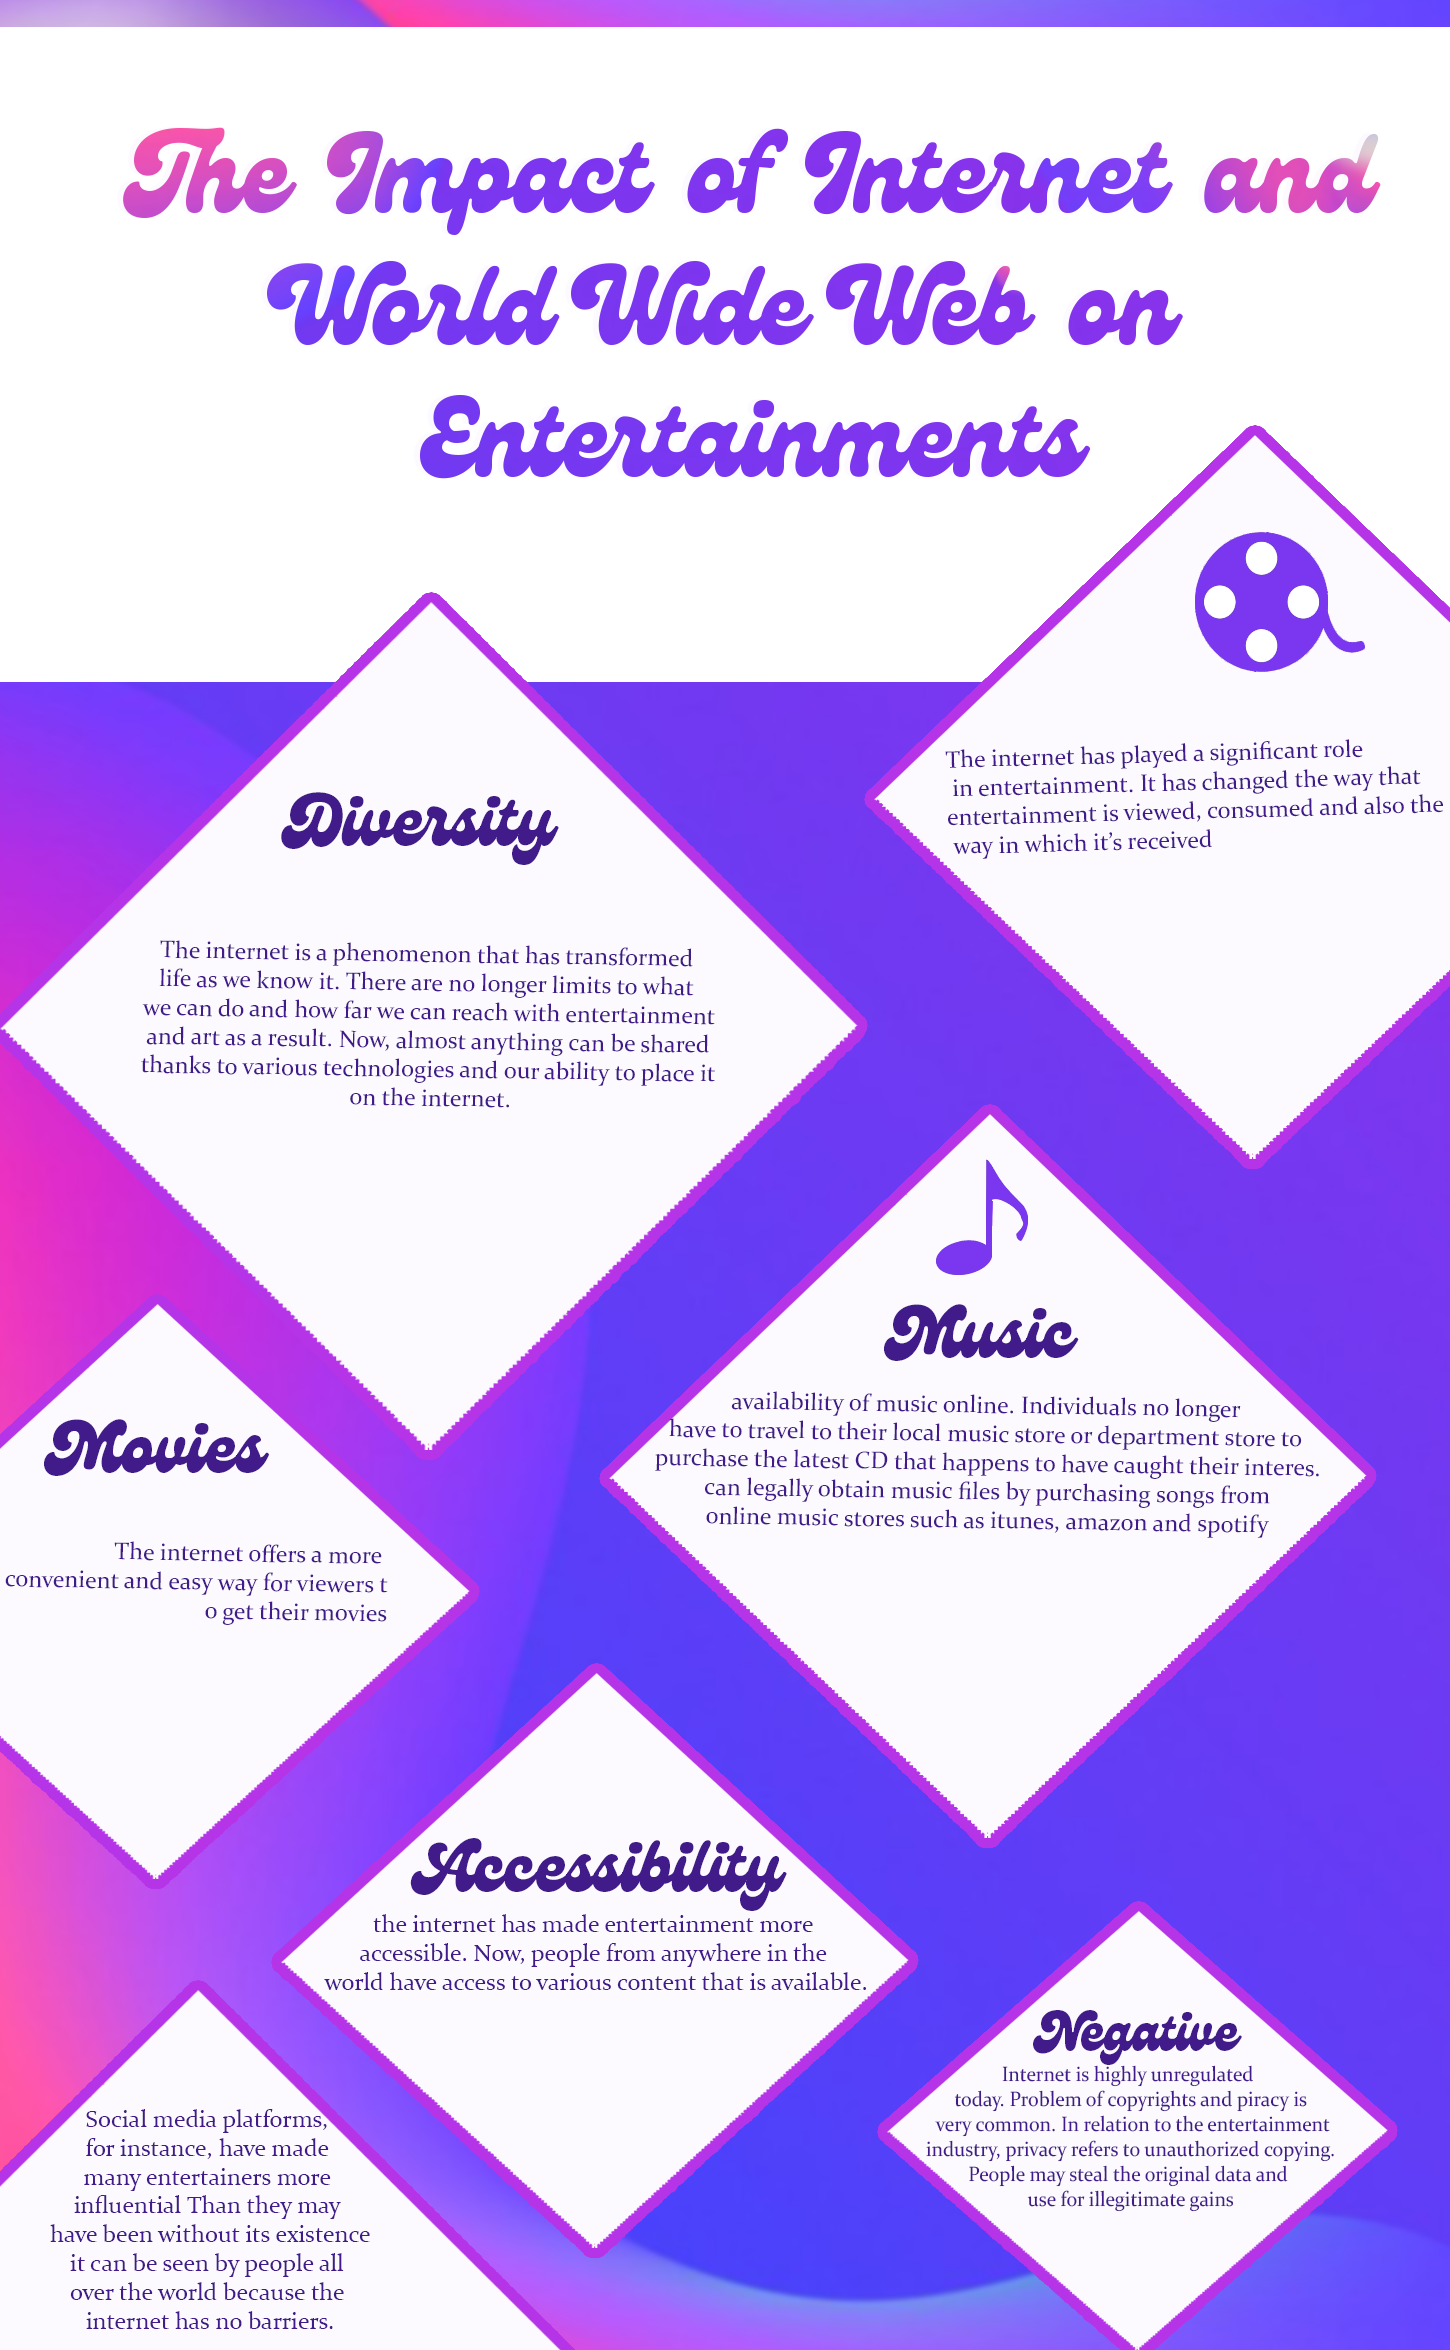 The Impact of Internet and
World Wide Web on
Entertainments
The internet has played a significant role
in entertainment. It has changed the way that
entertainment is viewed, consumed and also the
way in which it's received
Diversity
The internet is a phenomenon that has transformed
life as we know it. There are no longer limits to what
we can do and how far we can reach with entertainment
and art as a result. Now, almost anything can be shared
thanks to various technologies and our ability to place it
on the internet.
Music
availability of music online. Individuals no longer
have to travel to their local music store or department store to
purchase the latest CD that happens to have caught their interes.
can legally obtain music files by purchasing songs from
online music stores such as itunes, amazon and spotify
Movies
The internet offers a more
convenient and easy way for viewers t
o get their movies
Accessibility
the internet has made entertainment more
accessible. Now, people from anywhere in the
world have access to various content that is available.
Negative
Internet is highly unregulated
today. Problem of copyrights and piracy is
very common. In relation to the entertainment
industry, privacy refers to unauthorized copying.
People may steal the original data and
use for illegitimate gains
Social media platforms,
for instance, have made
many entertainers more
influential Than they may
have been without its existence
it can be seen by people all
over the world because the
internet has no barriers.